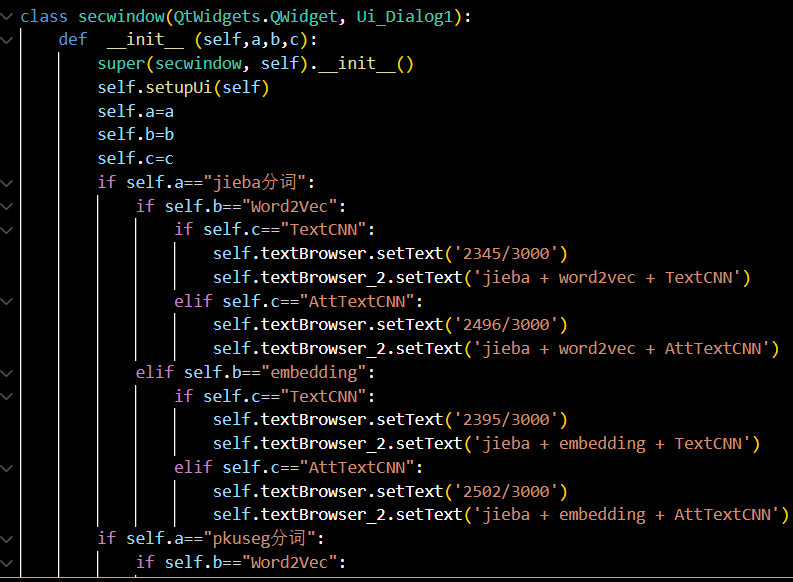 class secwindow(QtWidgets.QWidget, Ui_Dialog1):
    def  __init__ (self,a,b,c):
        super(secwindow, self).__init__()
        self.setupUi(self)
        self.a=a
        self.b=b
        self.c=c
        if self.a=="jieba分词":
            if self.b=="Word2Vec":
                if self.c=="TextCNN":
                    self.textBrowser.setText('2345/3000')
                    self.textBrowser_2.setText('jieba + word2vec + TextCNN')
                elif self.c=="AttTextCNN":
                    self.textBrowser.setText('2496/3000')
                    self.textBrowser_2.setText('jieba + word2vec + AttTextCNN')
            elif self.b=="embedding":
                if self.c=="TextCNN":
                    self.textBrowser.setText('2395/3000')
                    self.textBrowser_2.setText('jieba + embedding + TextCNN')
                elif self.c=="AttTextCNN":
                    self.textBrowser.setText('2502/3000')
                    self.textBrowser_2.setText('jieba + embedding + AttTextCNN')
        if self.a=="pkuseg分词":
            if self.b=="Word2Vec":